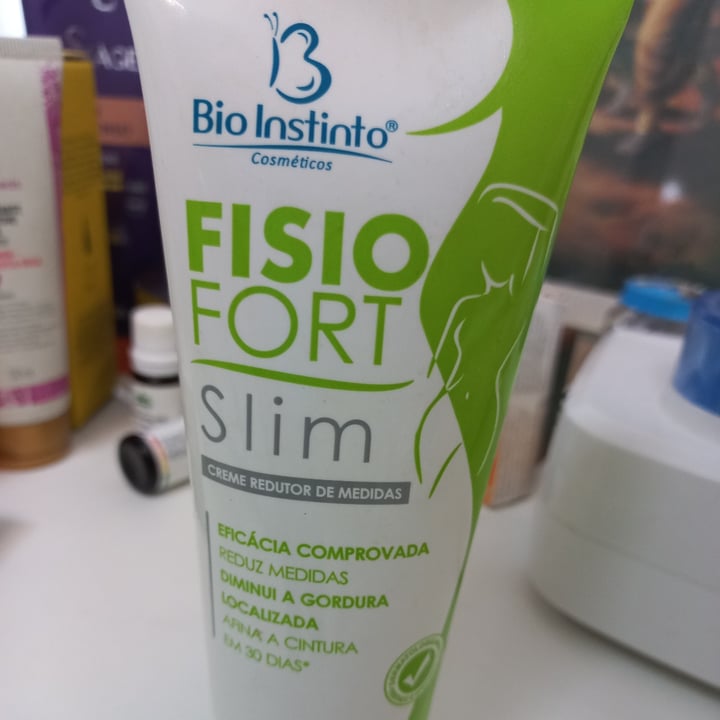 Bio Instinto®
Cosméticos
FISIO
FORT
Slim
CREME REDUTOR DE MEDIDAS
EFICÁCIA COMPROVADA
REDUZ MEDIDAS
DIMINUI A GORDURA
LOCALIZADA
AFINA A CINTURA
EM 30 DIAS*